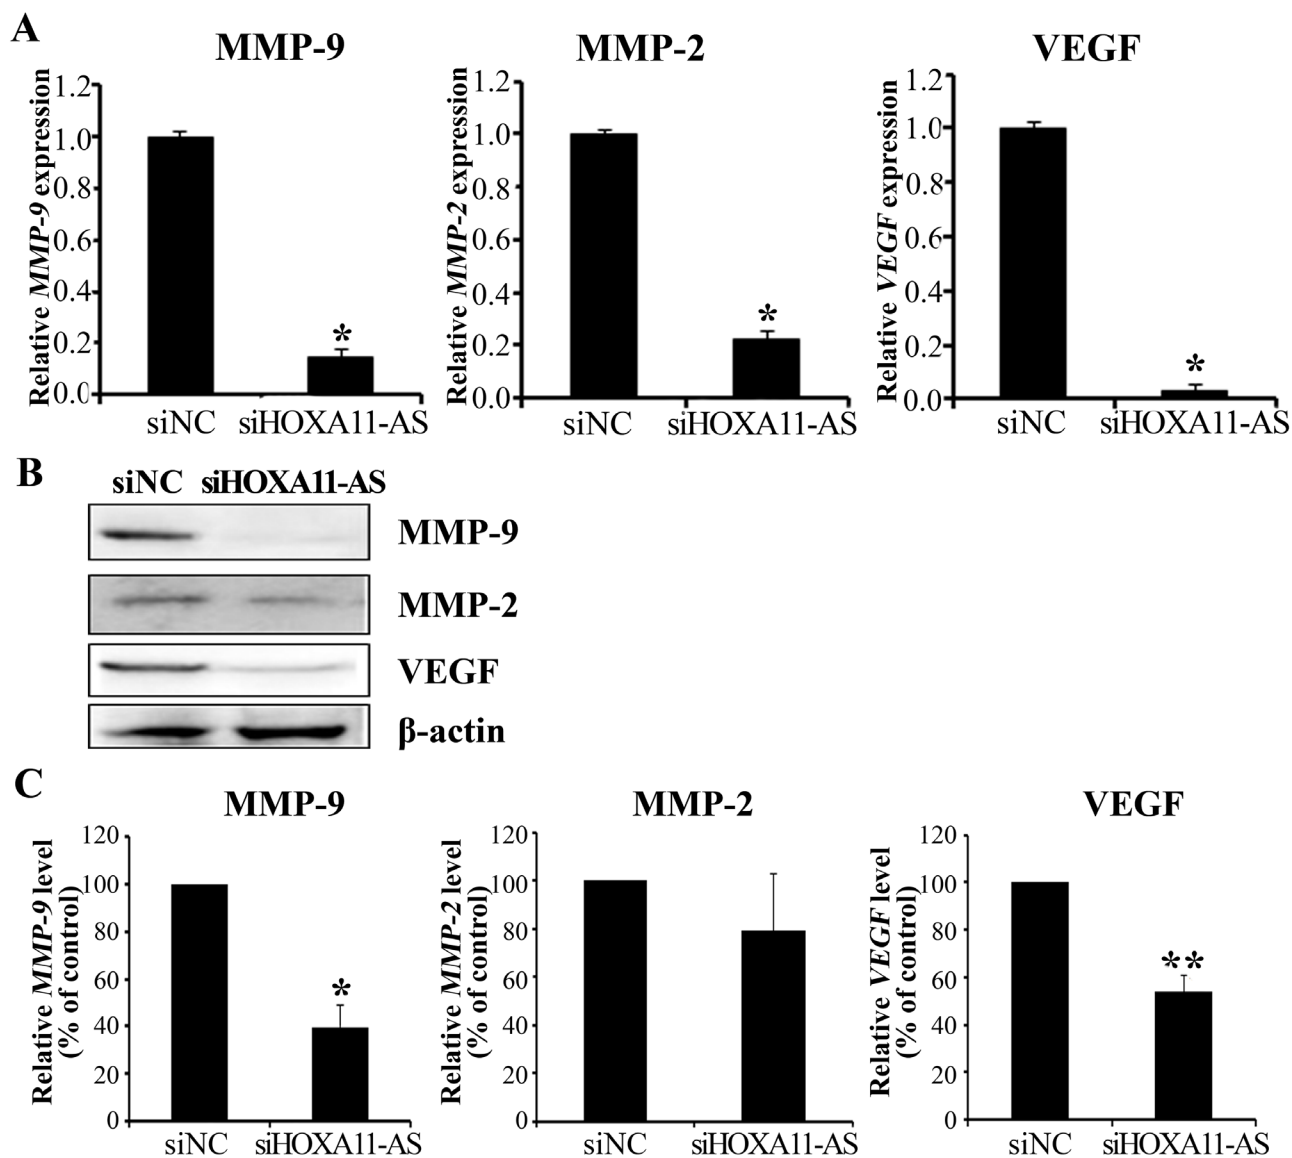 A
MMP-9
MMP-2
VEGF
Relative MMP-9 expression
1.2
1.0
0.8
0.6
0.4
0.2
0.0
*
siNC siHOXA11-AS
Relative MMP-2 expression
1.2
1.0
0.8
0.6
0.4
0.2
0.0
*
siNC siHOXA11-AS
Relative VEGF expression
1.2
1.0
0.8
0.6
0.4
0.2
0.0
*
siNC siHOXA11-AS
B
siNC siHOXA11-AS
MMP-9
MMP-2
VEGF
β-actin
C
MMP-9
MMP-2
VEGF
Relative MMP-9 level
(% of control)
120
100
80
60
40
20
0
*
siNC siHOXA11-AS
Relative MMP-2 level
(% of control)
120
100
80
60
40
20
0
siNC siHOXA11-AS
Relative VEGF level
(% of control)
120
100
80
60
40
20
0
**
siNC siHOXA11-AS